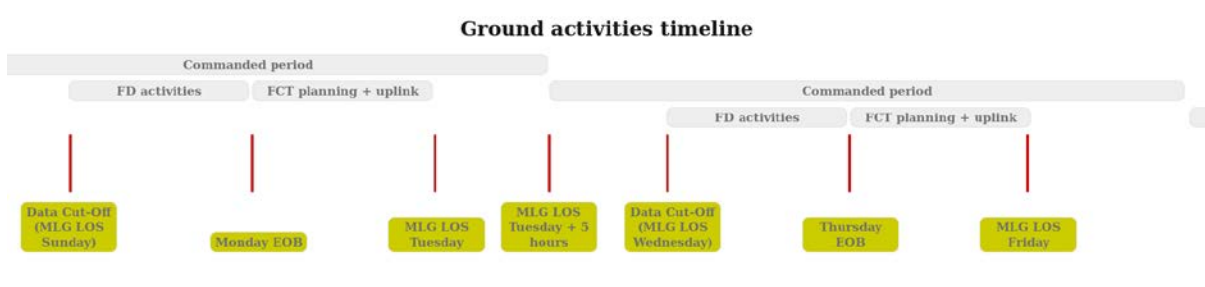 Ground activities timeline
Commanded period
FD activities
FCT planning + uplink
Commanded period
FD activities
FCT planning + uplink
Data Cut-Off
(MLG LOS
Sunday)
Monday EOB
MLG LOS
Tuesday
MLG LOS
Tuesday + 5
hours
Data Cut-Off
(MLG LOS
Wednesday)
Thursday
EOB
MLG LOS
Friday